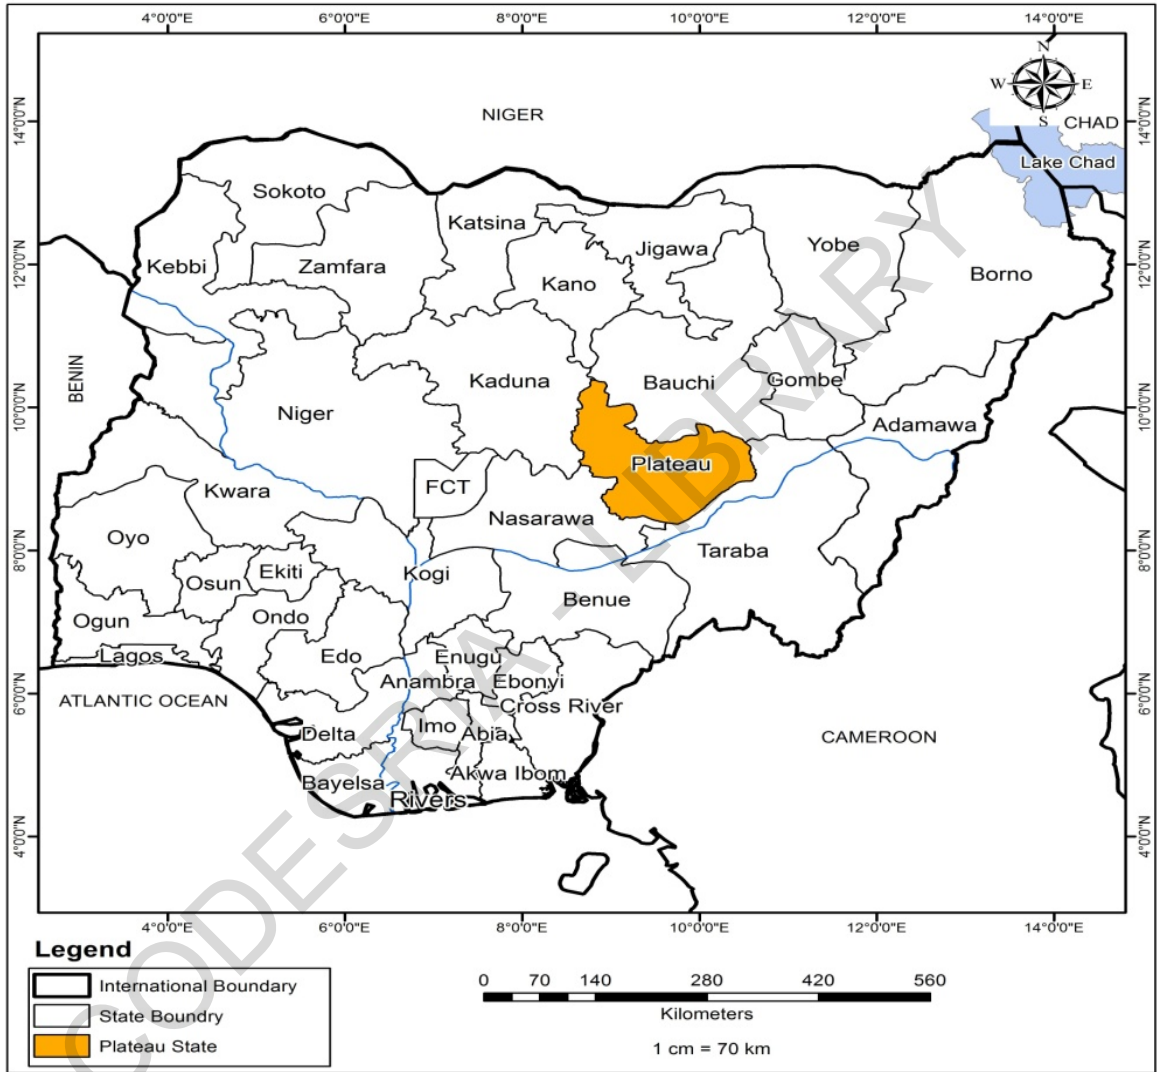 4°0'0"E 6°0'0"E 8°0'0"E 10°0'0"E 12°0'0"E 14°0'0"E
N
W E
S
NIGER
CHAD
14°0'0"N 14°0'0"N
Lake Chad
Sokoto
Katsina
Jigawa
Yobe
Kebbi
Zamfara
Kano
Borno
12°0'0"N 12°0'0"N
BENIN
Kaduna
Bauchi
Gombe
Niger
Adamawa
10°0'0"N 10°0'0"N
Plateau
FCT
Kwara
Nasarawa
Oyo
Taraba
8°0'0"N 8°0'0"N
Kogi
Osun
Ekiti
Benue
Ogun
Ondo
Lagos
Edo
Enugu
Anambra
Ebonyi
6°0'0"N 6°0'0"N
ATLANTIC OCEAN
Cross River
Delta
Imo
Abia
CAMEROON
Bayelsa
Akwa Ibom
Rivers
4°0'0"N 4°0'0"N
4°0'0"E 6°0'0"E 8°0'0"E 10°0'0"E 12°0'0"E 14°0'0"E
CODESRIA - LIBRARY
Legend
International Boundary
State Boundry
Plateau State
0 70 140 280 420 560
Kilometers
1 cm = 70 km